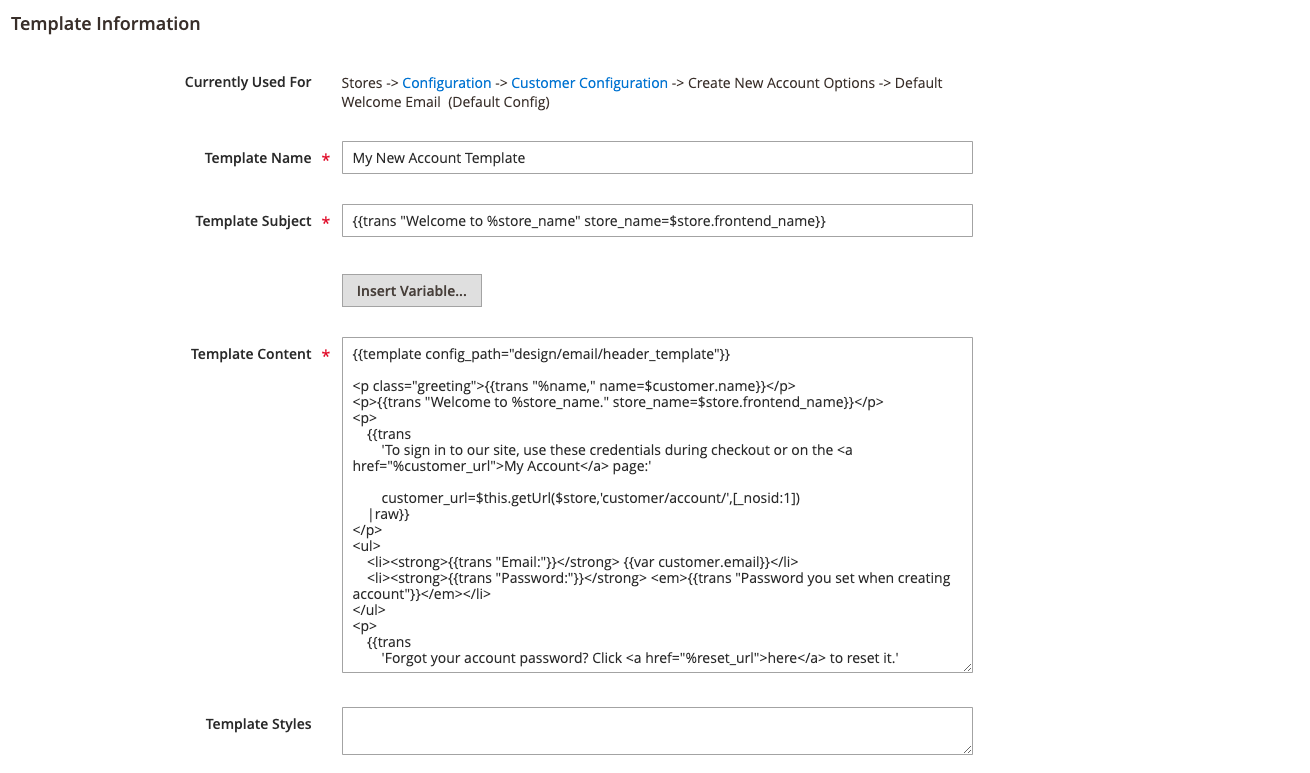 Template Information
Currently Used For
Stores -> Configuration -> Customer Configuration -> Create New Account Options -> Default
Welcome Email  (Default Config)
Template Name *
My New Account Template
Template Subject *
{{trans "Welcome to %store_name" store_name=$store.frontend_name}}
Insert Variable...
Template Content *
{{template config_path="design/email/header_template"}}

<p class="greeting">{{trans "%name," name=$customer.name}}</p>
<p>{{trans "Welcome to %store_name." store_name=$store.frontend_name}}</p>
<p>
    {{trans
        'To sign in to our site, use these credentials during checkout or on the <a
href="%customer_url">My Account</a> page:'

        customer_url=$this.getUrl($store,'customer/account/',[_nosid:1])
    |raw}}
</p>
<ul>
    <li><strong>{{trans "Email:"}}</strong> {{var customer.email}}</li>
    <li><strong>{{trans "Password:"}}</strong> <em>{{trans "Password you set when creating
account"}}</em></li>
</ul>
<p>
    {{trans
        'Forgot your account password? Click <a href="%reset_url">here</a> to reset it.'
Template Styles